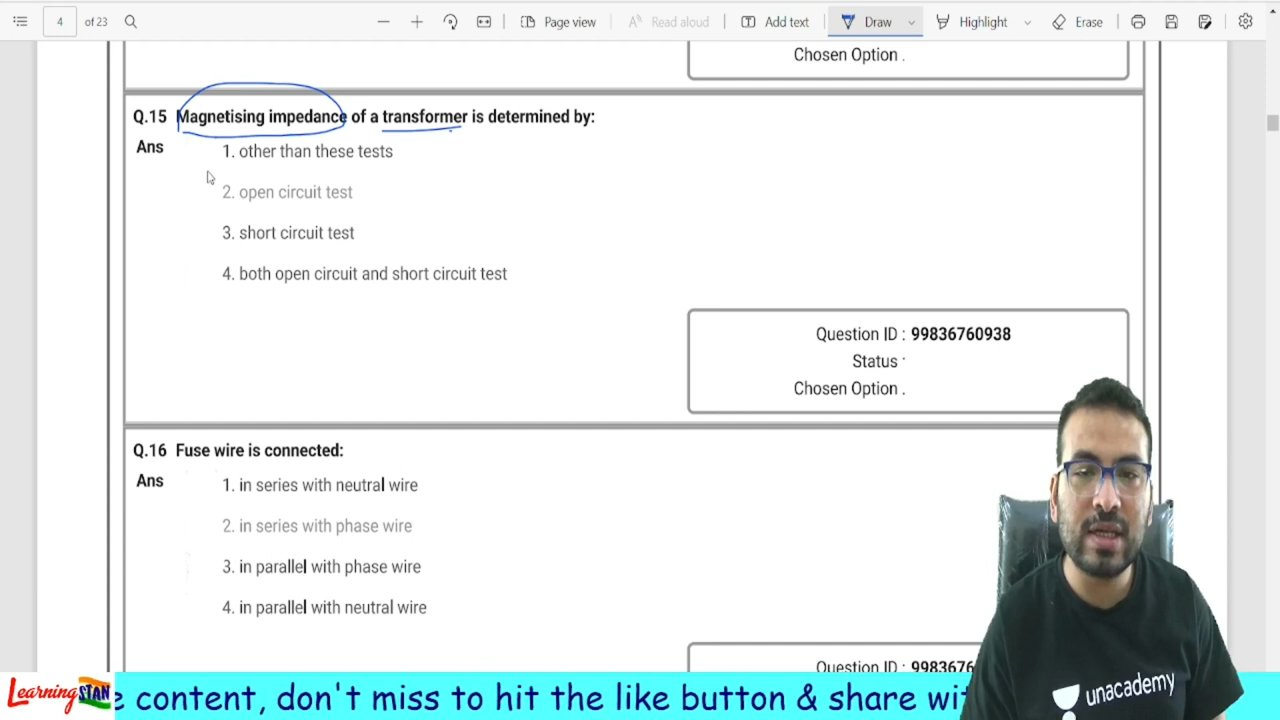 4 of 23 Page view Read aloud Add text Draw Highlight Erase
Chosen Option .
Q.15 Magnetising impedance of a transformer is determined by:
Ans
1. other than these tests
2. open circuit test
3. short circuit test
4. both open circuit and short circuit test
Question ID : 99836760938
Status
Chosen Option .
Q.16 Fuse wire is connected:
Ans
1. in series with neutral wire
2. in series with phase wire
3. in parallel with phase wire
4. in parallel with neutral wire
Question ID : 998367
unacademy
Learning STAN
content, don't miss to hit the like button & share